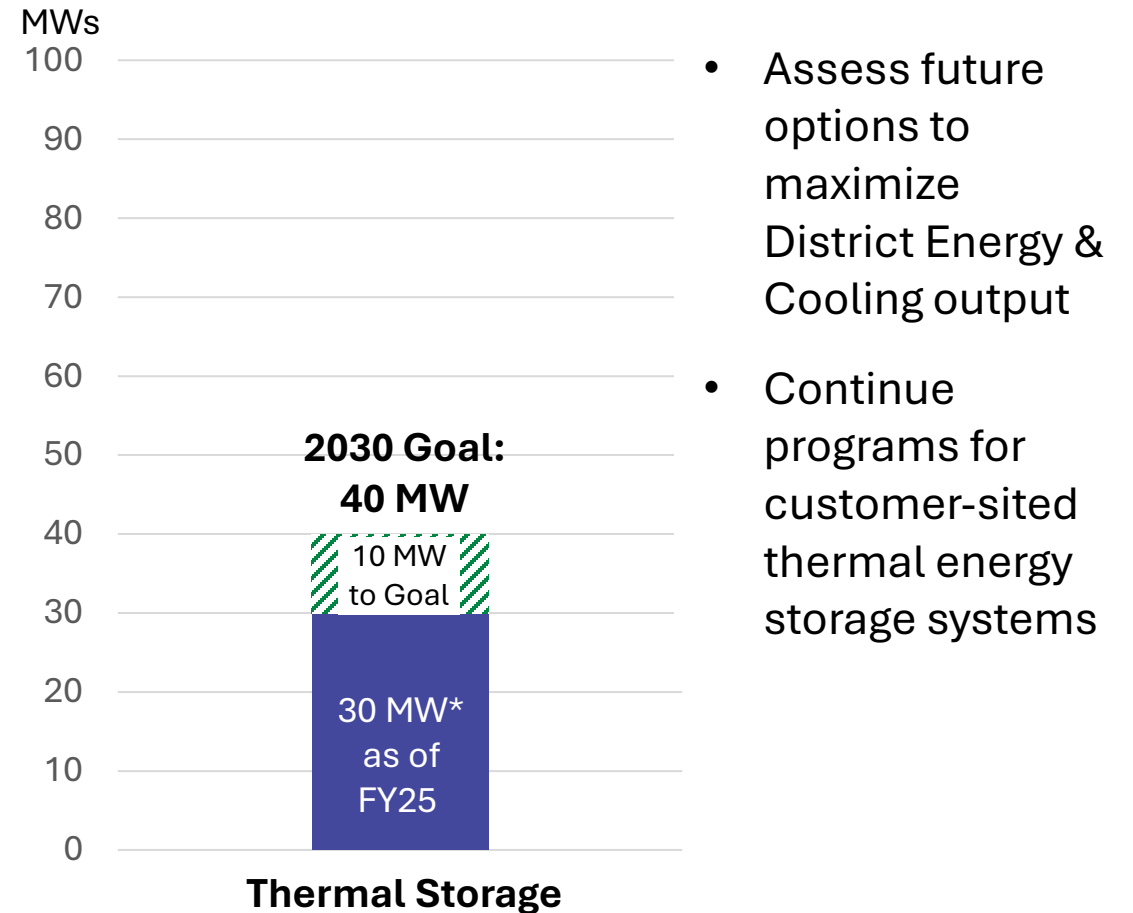 MWs
100
90
80
70
60
50
40
30
20
10
0
2030 Goal:
40 MW
10 MW
to Goal
30 MW*
as of
FY25
Thermal Storage
• Assess future
options to
maximize
District Energy &
Cooling output
• Continue
programs for
customer-sited
thermal energy
storage systems